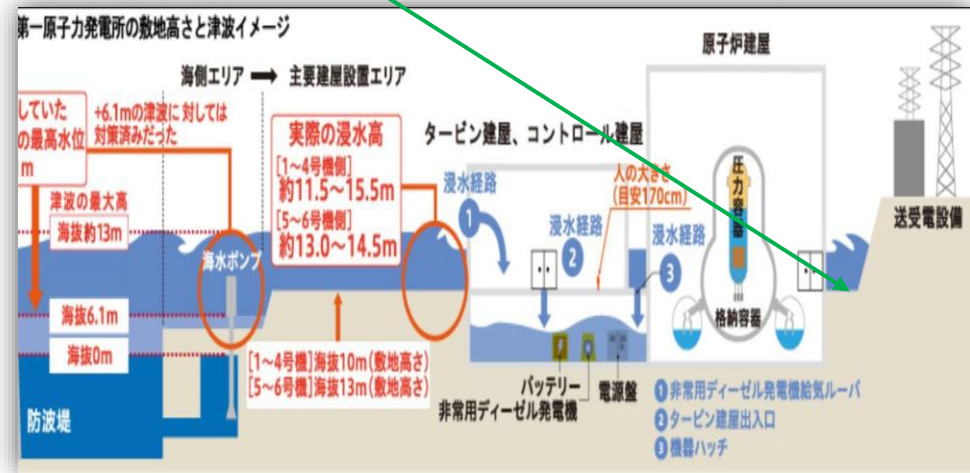 第一原子力発電所の敷地高さと津波イメージ
海側エリア → 主要建屋設置エリア
していた
の最高水位
m
+6.1mの津波に対しては
対策済みだった
津波の最大高
海抜約13m
海水ポンプ
海抜6.1m
海抜0m
防波堤
実際の浸水高
[1〜4号機側]
約11.5〜15.5m
[5〜6号機側]
約13.0〜14.5m
[1〜4号機]海抜10m(敷地高さ)
[5〜6号機]海抜13m(敷地高さ)
タービン建屋、コントロール建屋
浸水経路
1
浸水経路
2
人の大きさ
(目安170cm)
浸水経路
3
バッテリー
非常用ディーゼル発電機
電源盤
原子炉建屋
圧力容器
格納容器
送受電設備
1 非常用ディーゼル発電機給気ルーバ
2 タービン建屋出入口
3 機器ハッチ